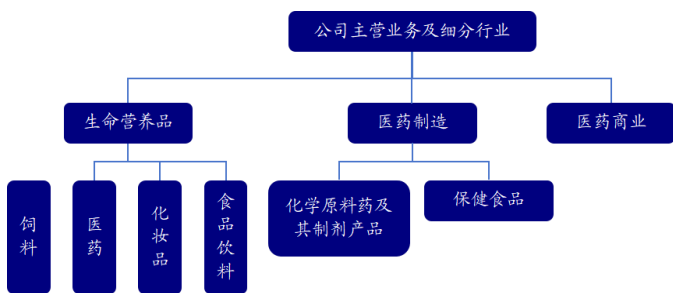 公司主营业务及细分行业
生命营养品
医药制造
医药商业
饲料
医药
化妆品
食品饮料
化学原料药及
其制剂产品
保健食品